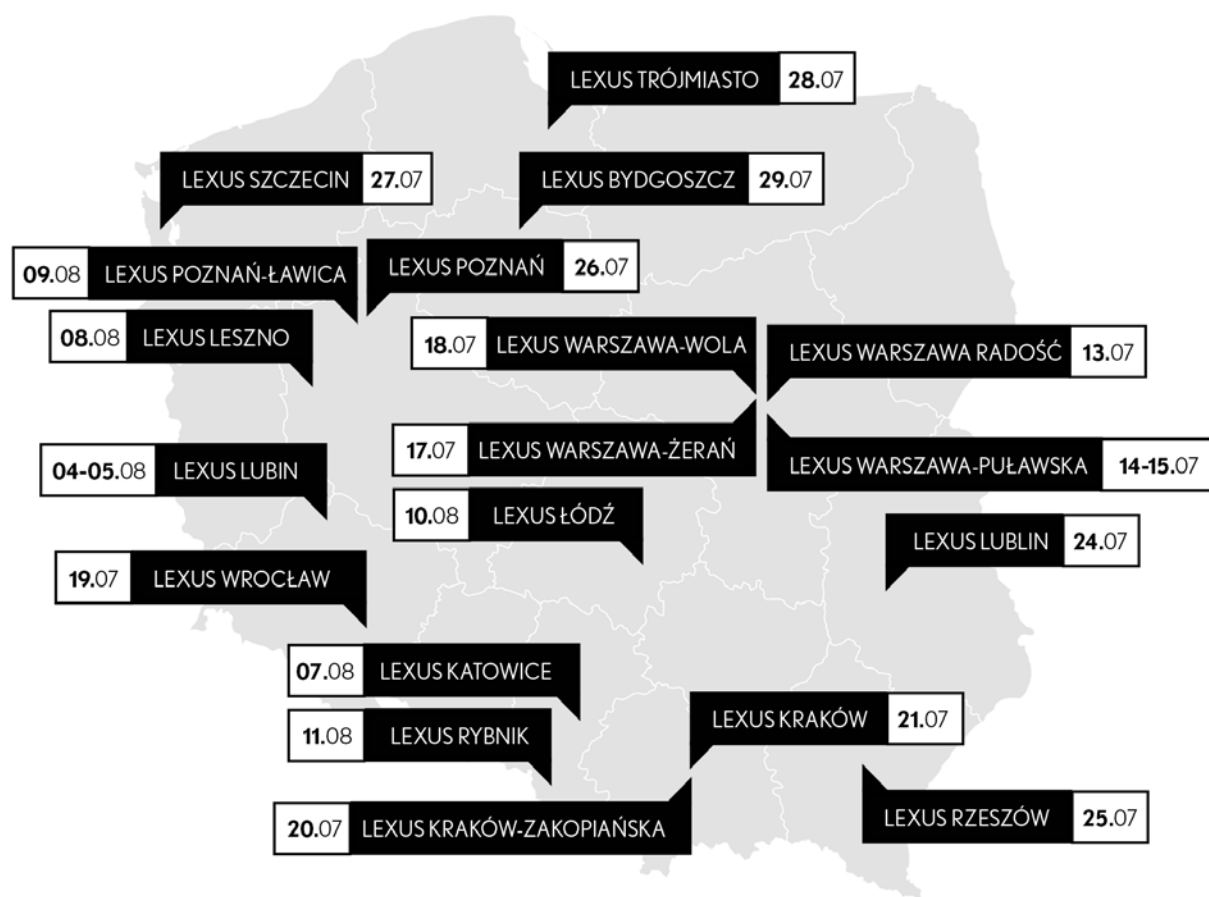 LEXUS TRÓJMIASTO 28.07
LEXUS SZCZECIN 27.07
LEXUS BYDGOSZCZ 29.07
09.08 LEXUS POZNAŃ-ŁAWICA
LEXUS POZNAŃ 26.07
08.08 LEXUS LESZNO
18.07 LEXUS WARSZAWA-WOLA
LEXUS WARSZAWA RADOŚĆ 13.07
17.07 LEXUS WARSZAWA-ŻERAŃ
LEXUS WARSZAWA-PUŁAWSKA 14-15.07
04-05.08 LEXUS LUBIN
10.08 LEXUS ŁÓDŹ
LEXUS LUBLIN 24.07
19.07 LEXUS WROCŁAW
07.08 LEXUS KATOWICE
LEXUS KRAKÓW 21.07
11.08 LEXUS RYBNIK
20.07 LEXUS KRAKÓW-ZAKOPIAŃSKA
LEXUS RZESZÓW 25.07